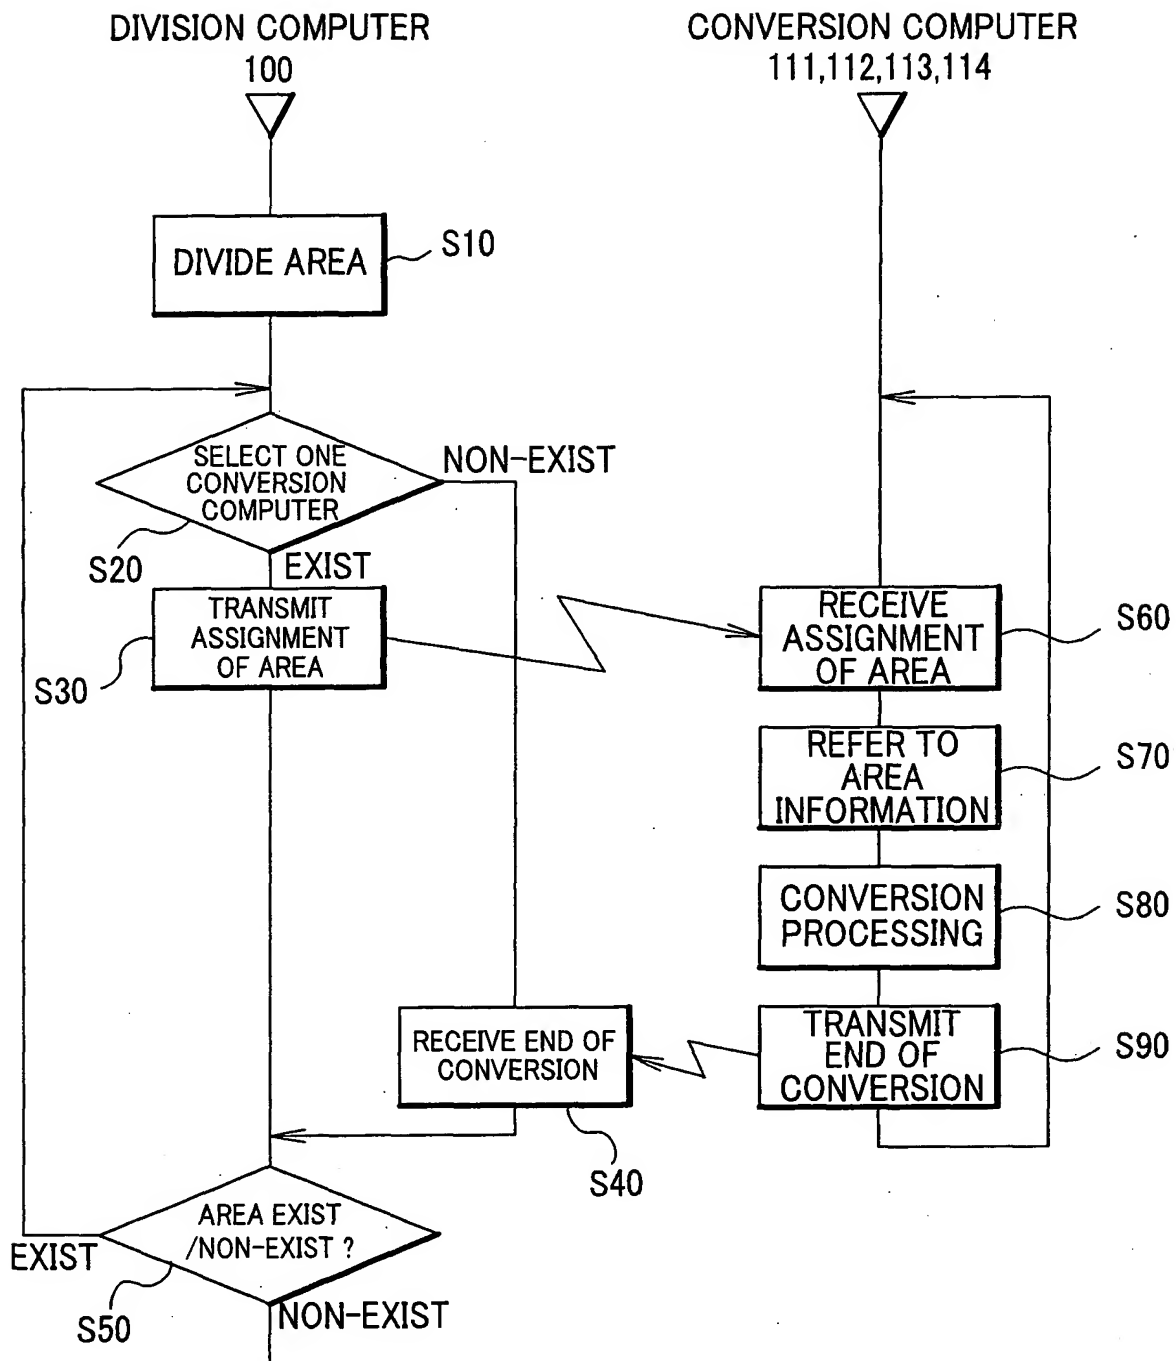 DIVISION COMPUTER
100
CONVERSION COMPUTER
111,112,113,114
DIVIDE AREA
S10
SELECT ONE
CONVERSION
COMPUTER
NON-EXIST
S20
EXIST
TRANSMIT
ASSIGNMENT
OF AREA
S30
RECEIVE
ASSIGNMENT
OF AREA
S60
REFER TO
AREA
INFORMATION
S70
CONVERSION
PROCESSING
S80
RECEIVE END OF
CONVERSION
S40
TRANSMIT
END OF
CONVERSION
S90
AREA EXIST
/NON-EXIST ?
EXIST
S50
NON-EXIST